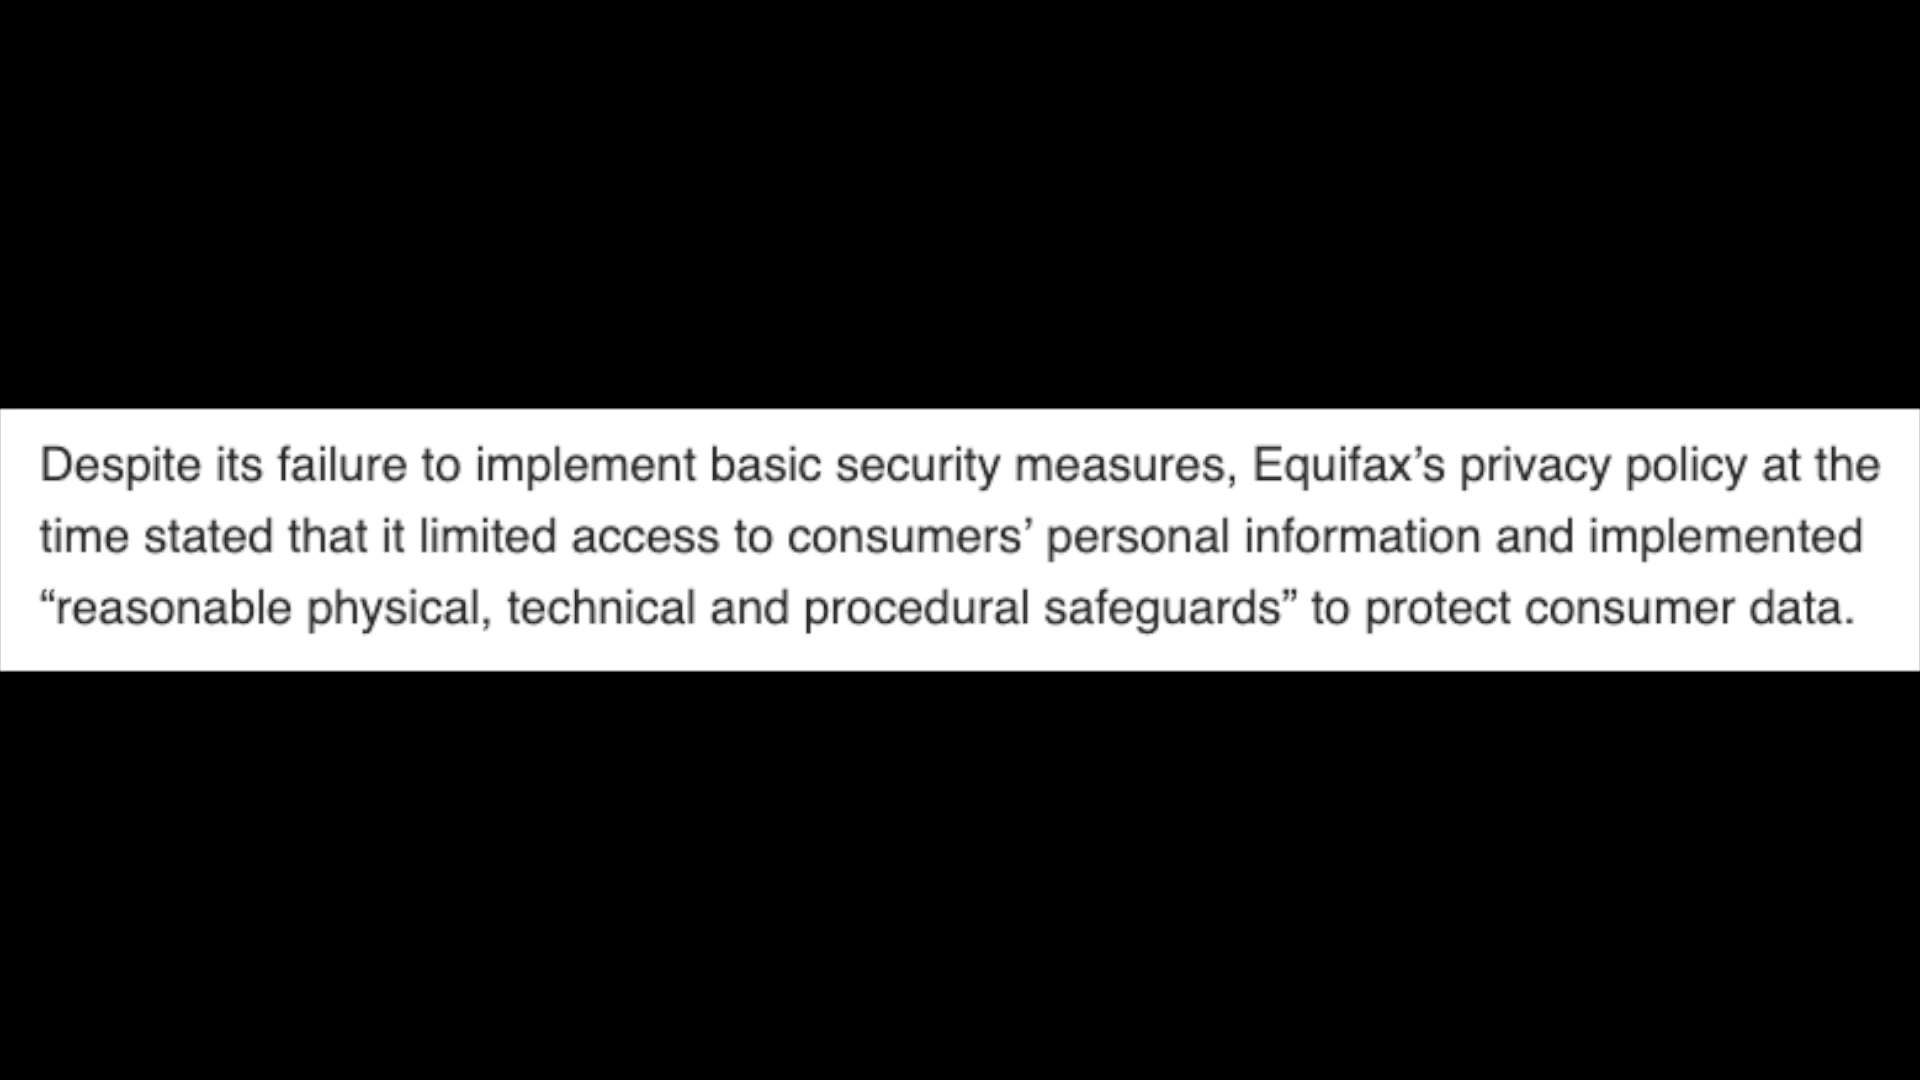 Despite its failure to implement basic security measures, Equifax’s privacy policy at the
time stated that it limited access to consumers’ personal information and implemented
“reasonable physical, technical and procedural safeguards” to protect consumer data.